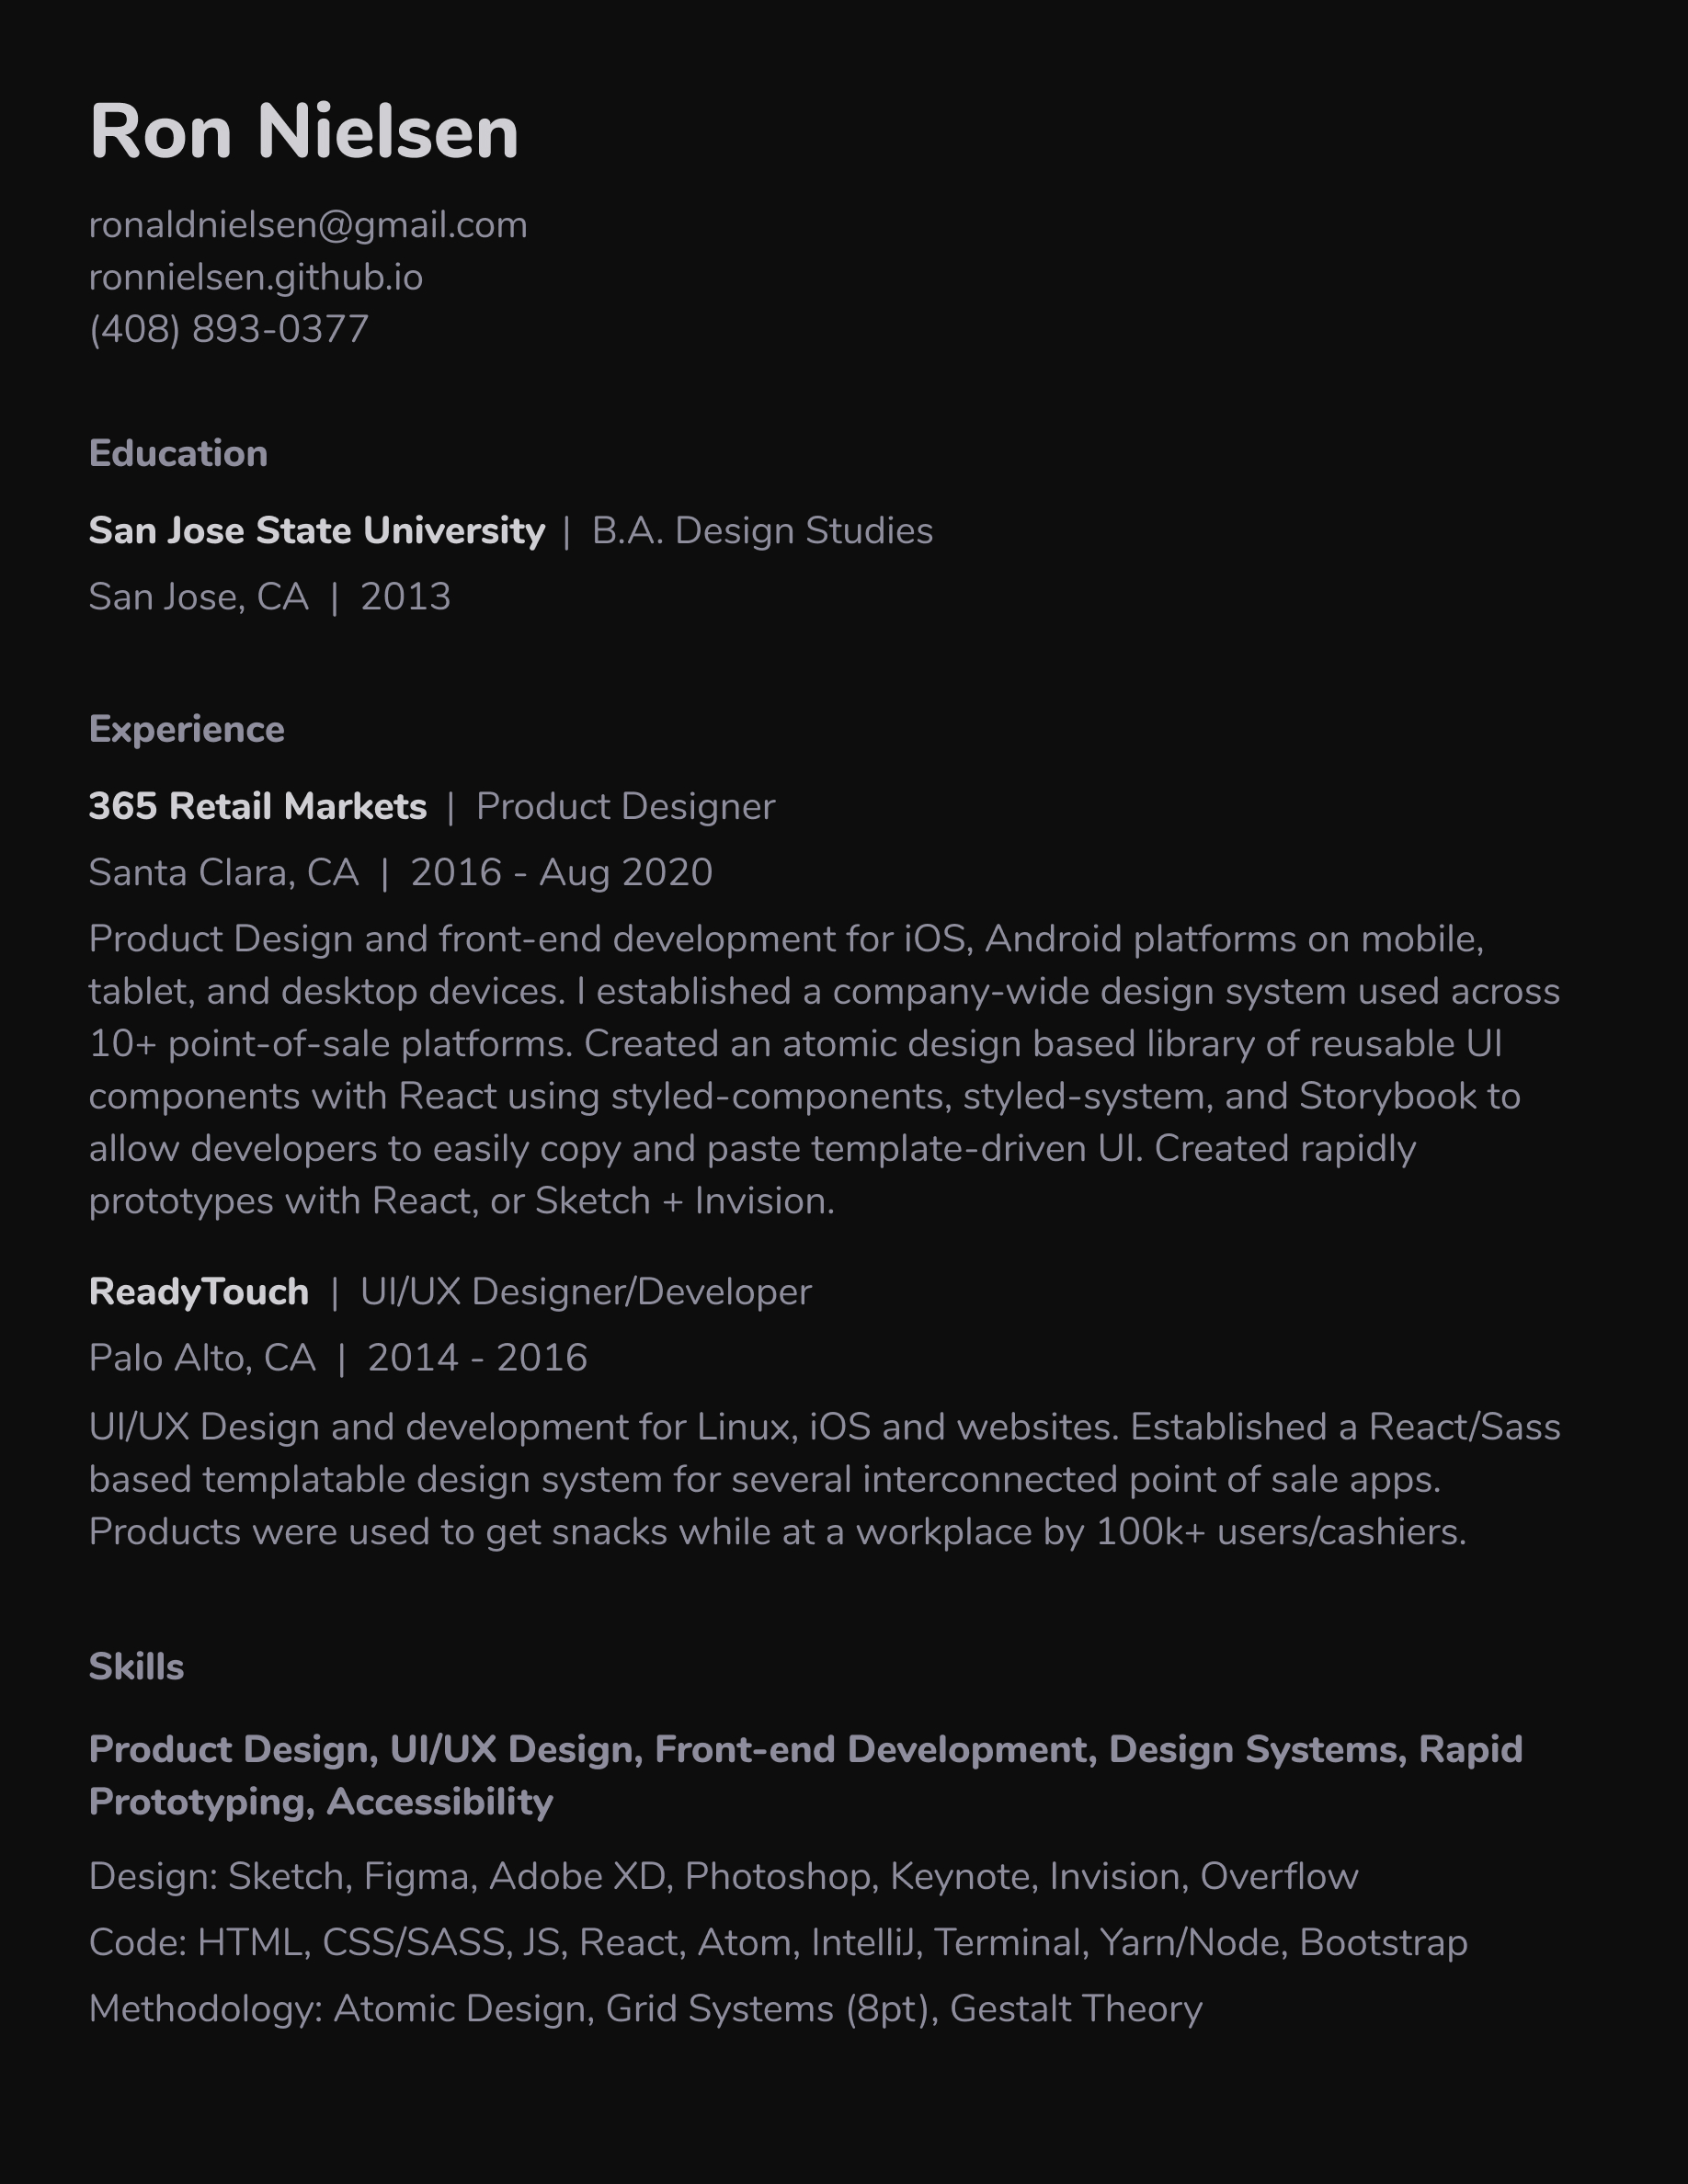 Ron Nielsen
ronaldnielsen@gmail.com
ronnielsen.github.io
(408) 893-0377
Education
San Jose State University | B.A. Design Studies
San Jose, CA | 2013
Experience
365 Retail Markets | Product Designer
Santa Clara, CA | 2016 - Aug 2020
Product Design and front-end development for iOS, Android platforms on mobile,
tablet, and desktop devices. I established a company-wide design system used across
10+ point-of-sale platforms. Created an atomic design based library of reusable UI
components with React using styled-components, styled-system, and Storybook to
allow developers to easily copy and paste template-driven UI. Created rapidly
prototypes with React, or Sketch + Invision.
ReadyTouch | UI/UX Designer/Developer
Palo Alto, CA | 2014 - 2016
UI/UX Design and development for Linux, iOS and websites. Established a React/Sass
based templatable design system for several interconnected point of sale apps.
Products were used to get snacks while at a workplace by 100k+ users/cashiers.
Skills
Product Design, UI/UX Design, Front-end Development, Design Systems, Rapid
Prototyping, Accessibility
Design: Sketch, Figma, Adobe XD, Photoshop, Keynote, Invision, Overflow
Code: HTML, CSS/SASS, JS, React, Atom, IntelliJ, Terminal, Yarn/Node, Bootstrap
Methodology: Atomic Design, Grid Systems (8pt), Gestalt Theory